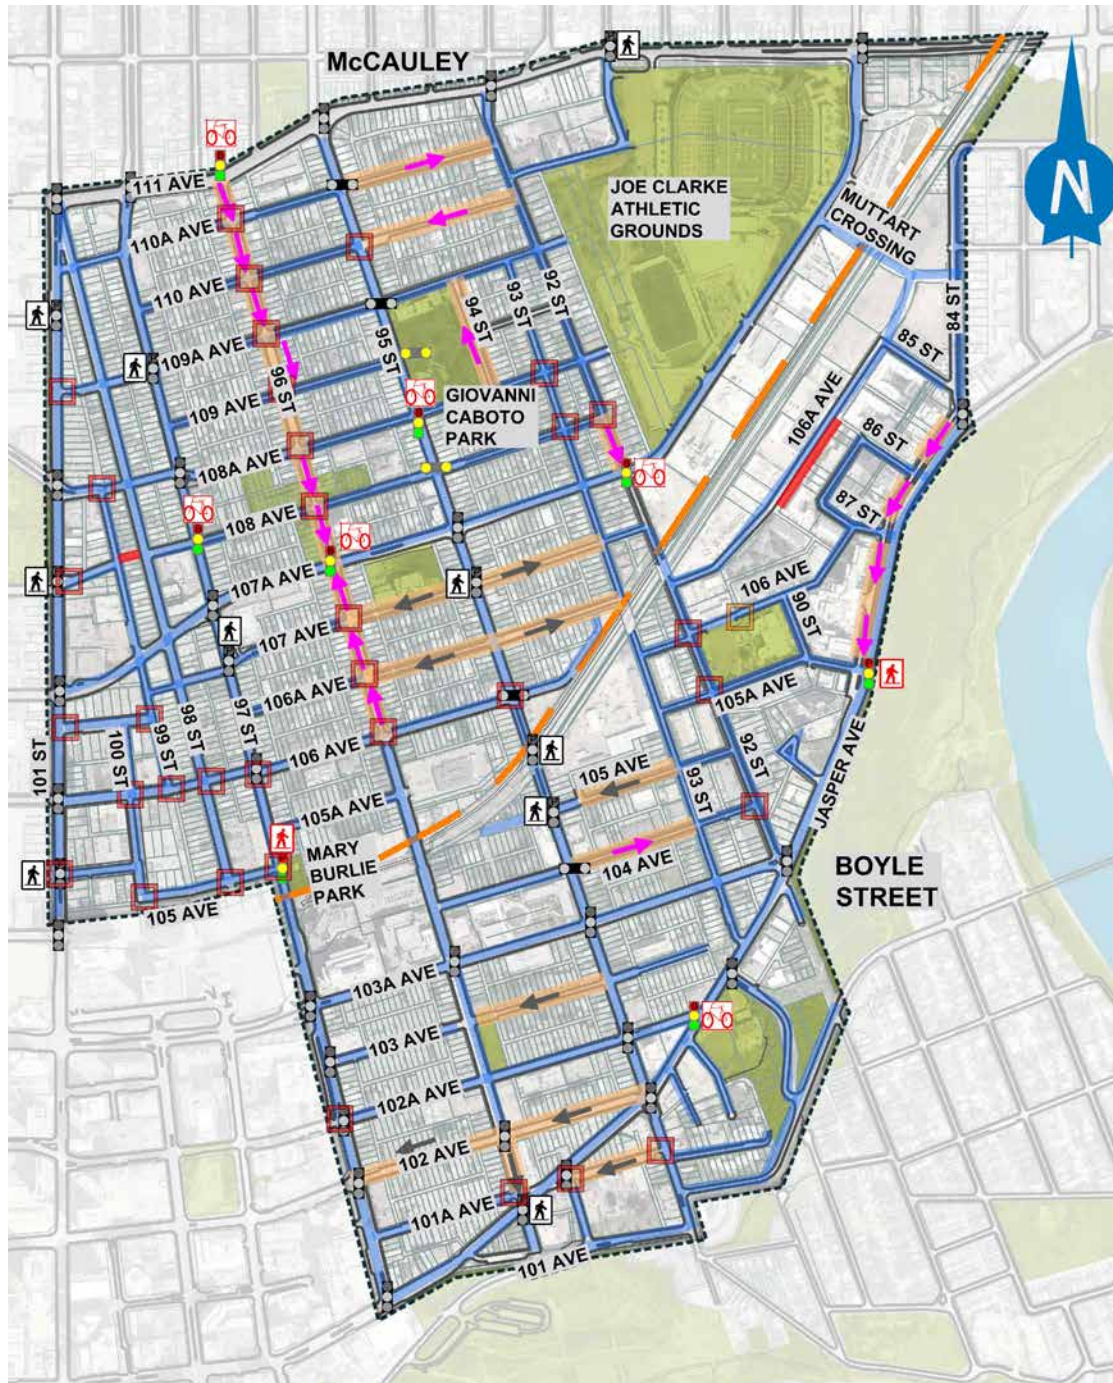 McCAULEY
N
111 AVE
JOE CLARKE
ATHLETIC
GROUNDS
MUTTART
CROSSING
110A AVE
110 AVE
92 ST
93 ST
94 ST
95 ST
84 ST
109A AVE
96 ST
85 ST
109 AVE
GIOVANNI
CABOTO
PARK
106A AVE
86 ST
108A AVE
87 ST
108 AVE
107A AVE
106 AVE
90 ST
107 AVE
106A AVE
105A AVE
101 ST
100 ST
99 ST
98 ST
97 ST
106 AVE
92 ST
93 ST
105 AVE
JASPER AVE
105A AVE
MARY
BURLIE
PARK
104 AVE
BOYLE
STREET
105 AVE
103A AVE
103 AVE
102A AVE
102 AVE
101A AVE
101 AVE